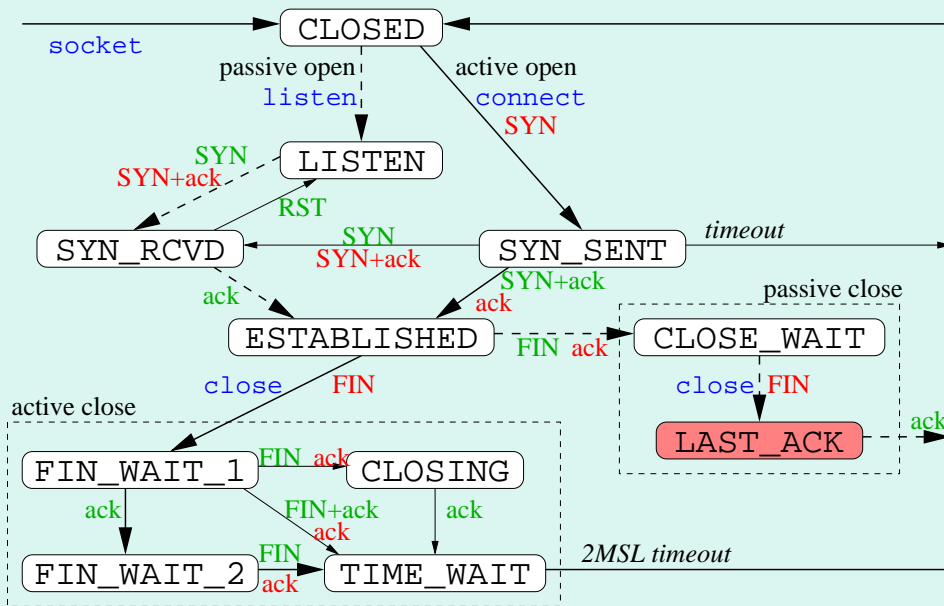 CLOSED
socket
passive open
active open
listen
connect
SYN
LISTEN
SYN
SYN+ack
RST
SYN_RCVD
SYN
SYN+ack
SYN_SENT
timeout
ack
SYN+ack
ack
passive close
ESTABLISHED
FIN ack
CLOSE_WAIT
close
FIN
close
FIN
active close
LAST_ACK
ack
FIN_WAIT_1
FIN ack
CLOSING
ack
FIN+ack
ack
ack
FIN_WAIT_2
FIN
ack
TIME_WAIT
2MSL timeout